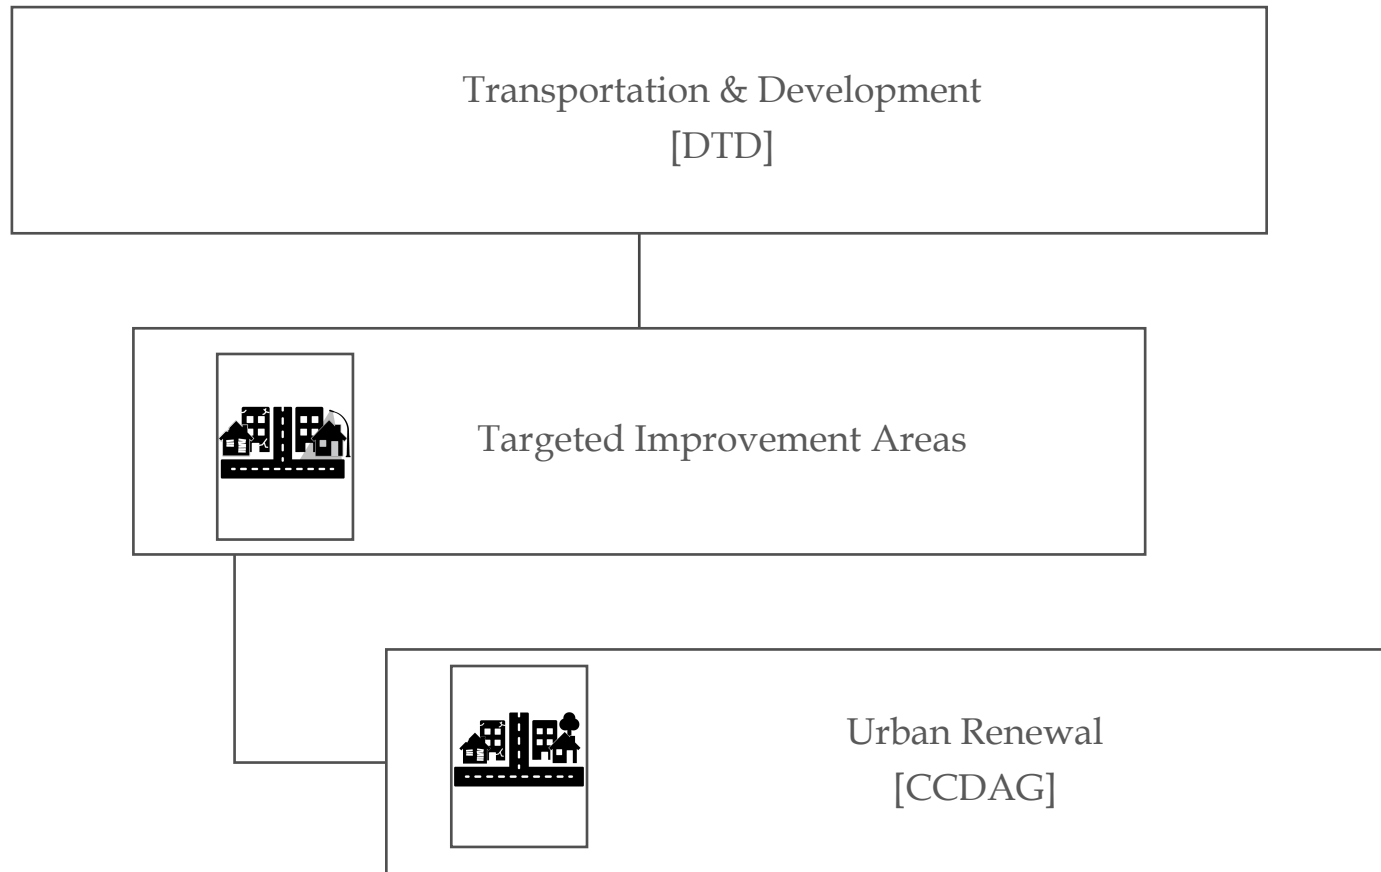 Transportation & Development
[DTD]
Targeted Improvement Areas
Urban Renewal
[CCDAG]